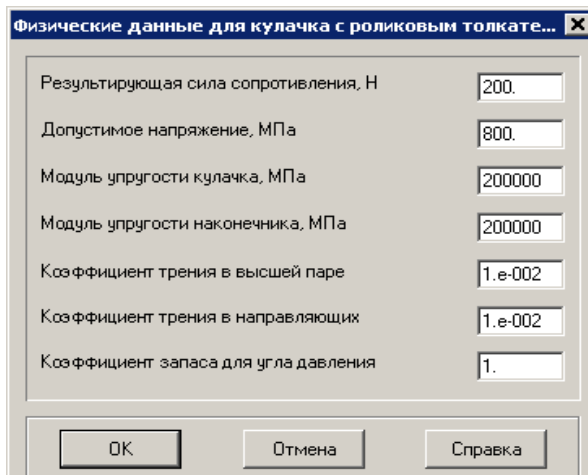 Физические данные для кулачка с роликовым толкате...
Результирующая сила сопротивления, Н 200.
Допустимое напряжение, МПа 800.
Модуль упругости кулачка, МПа 200000
Модуль упругости наконечника, МПа 200000
Коэффициент трения в высшей паре 1.e-002
Коэффициент трения в направляющих 1.e-002
Коэффициент запаса для угла давления 1.
OK Отмена Справка